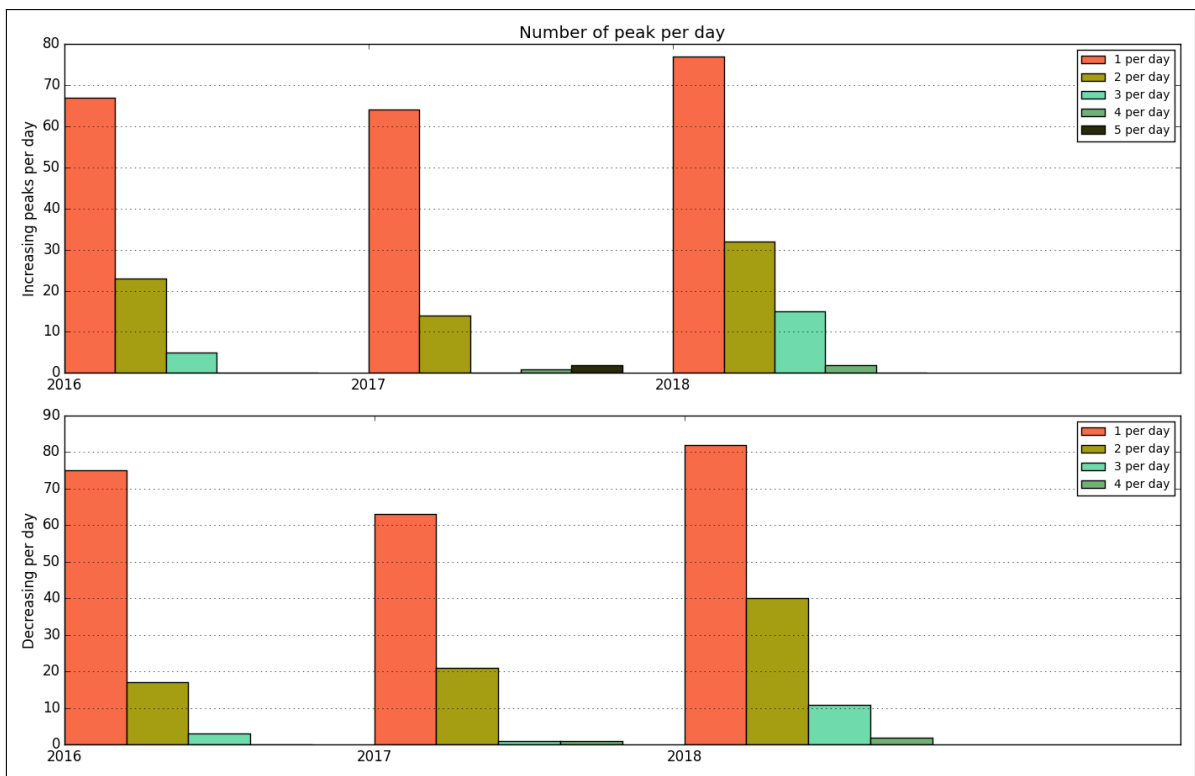 Number of peak per day
80
70
60
50
40
30
20
10
0
Increasing peaks per day
1 per day
2 per day
3 per day
4 per day
5 per day
2016
2017
2018
90
80
70
60
50
40
30
20
10
0
Decreasing per day
1 per day
2 per day
3 per day
4 per day
2016
2017
2018